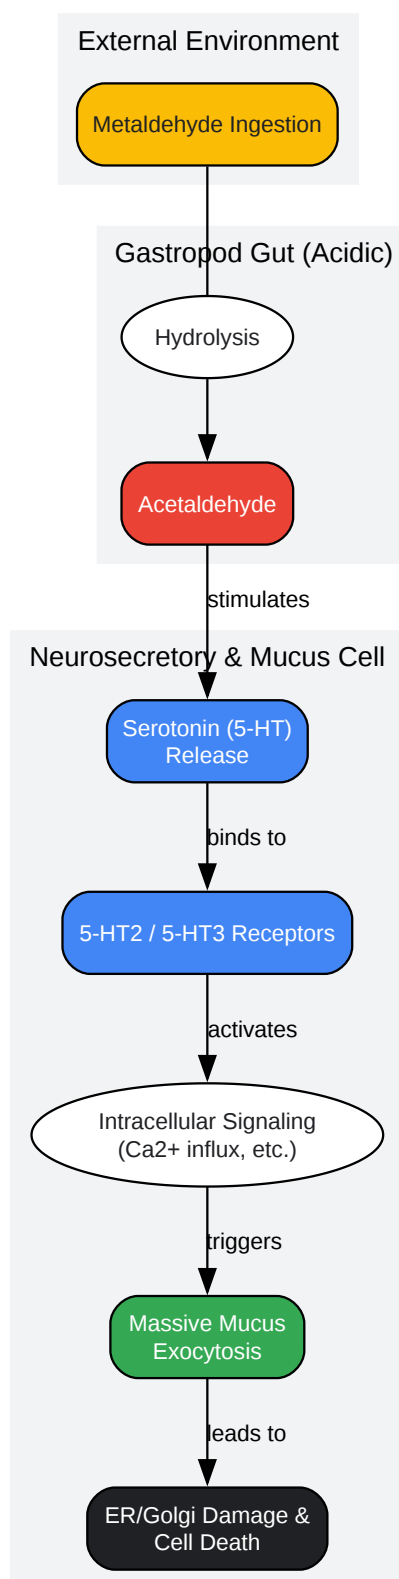 External Environment
Metaldehyde Ingestion
Gastropod Gut (Acidic)
Hydrolysis
Acetaldehyde
stimulates
Neurosecretory & Mucus Cell
Serotonin (5-HT)
Release
binds to
5-HT2 / 5-HT3 Receptors
activates
Intracellular Signaling
(Ca2+ influx, etc.)
triggers
Massive Mucus
Exocytosis
leads to
ER/Golgi Damage &
Cell Death